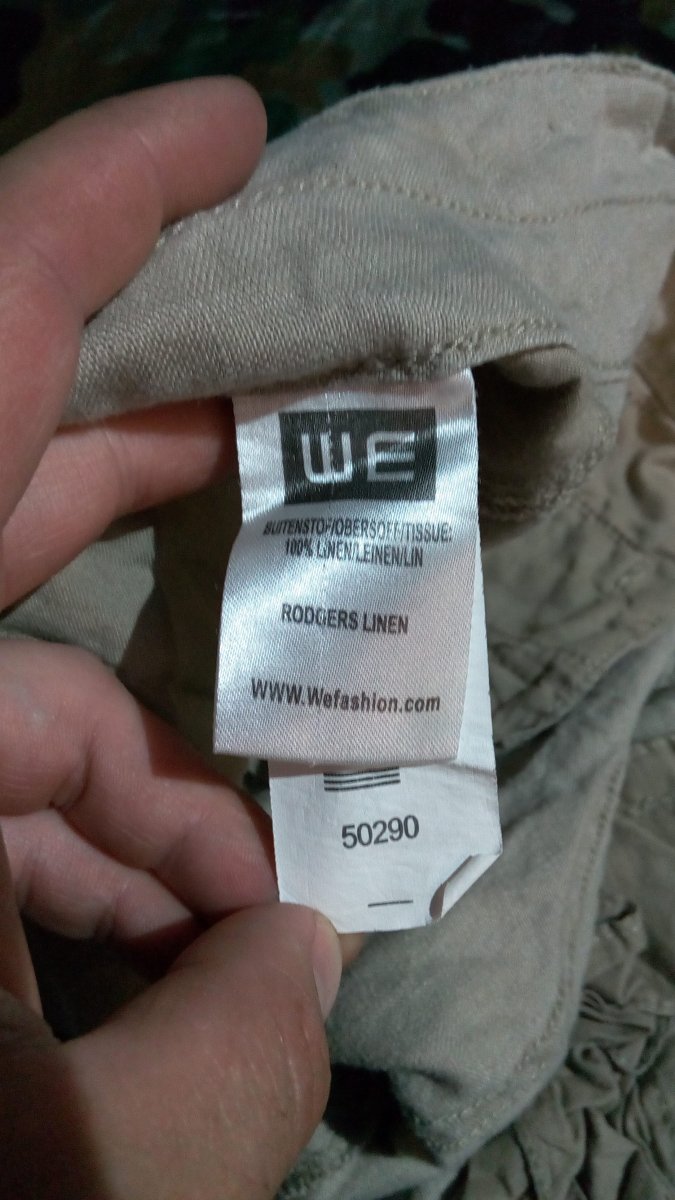 WE
BUITENSTOF/OBERSOFF/TISSUE:
100% LINEN/LEINEN/LIN
RODGERS LINEN
WWW.Wefashion.com
50290